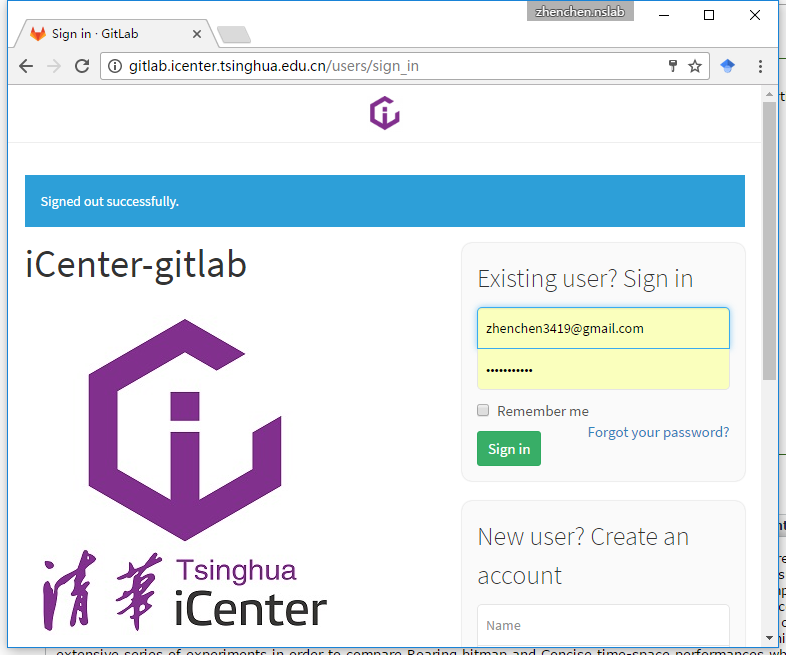 zhenchen.nslab
Sign in · GitLab
gitlab.icenter.tsinghua.edu.cn/users/sign_in
Signed out successfully.
iCenter-gitlab
清華
Tsinghua
iCenter
Existing user? Sign in
zhenchen3419@gmail.com
•••••••••••
Remember me
Forgot your password?
Sign in
New user? Create an
account
Name
extensive series of experiments in order to compare Roaring bitmap and Concise time-space performances